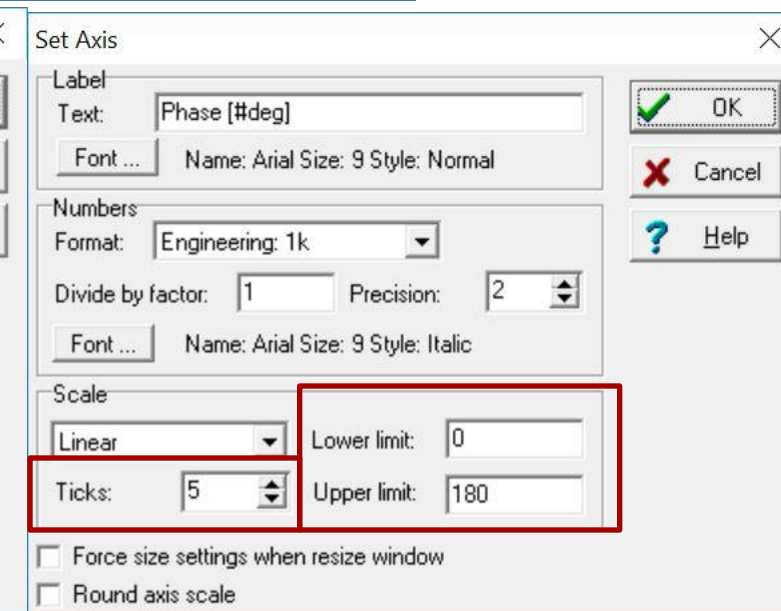 Set Axis
Label
Text: Phase [#deg]
Font ... Name: Arial Size: 9 Style: Normal
Numbers
Format: Engineering: 1k
Divide by factor: 1 Precision: 2
Font ... Name: Arial Size: 9 Style: Italic
Scale
Linear Lower limit: 0
Ticks: 5 Upper limit: 180
Force size settings when resize window
Round axis scale
OK
Cancel
Help